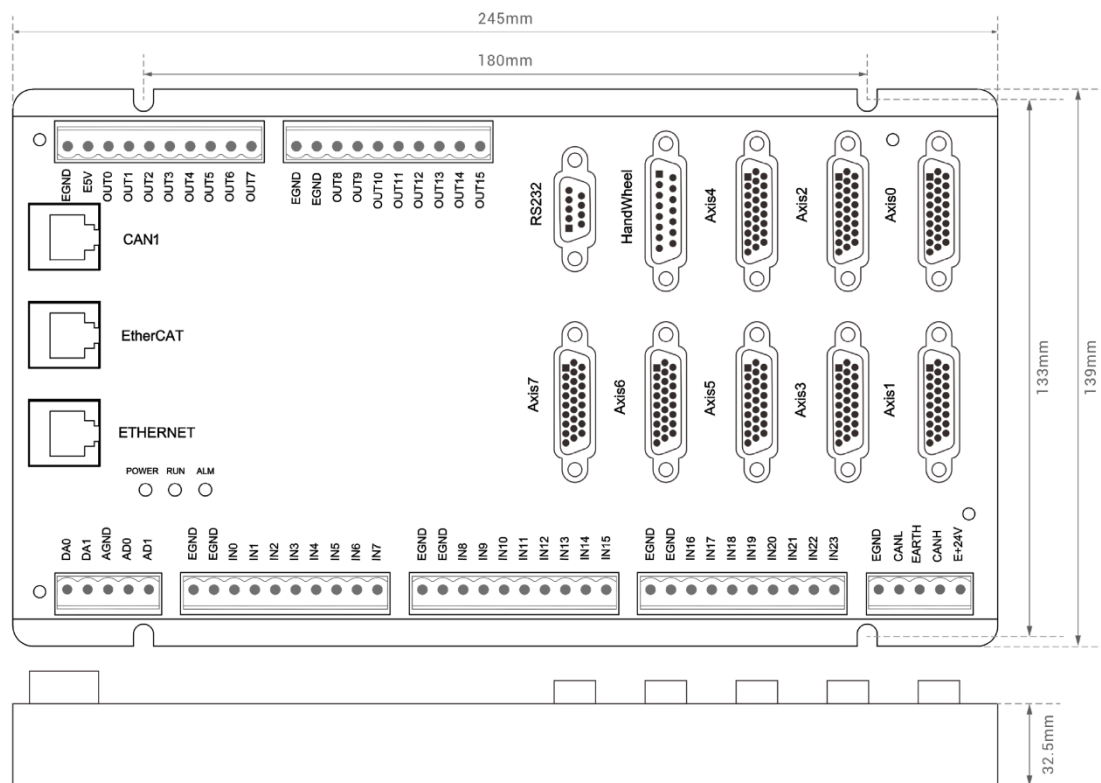 245mm
180mm
EGND E5V OUT0 OUT1 OUT2 OUT3 OUT4 OUT5 OUT6 OUT7
EGND EGND OUT8 OUT9 OUT10 OUT11 OUT12 OUT13 OUT14 OUT15
RS232
HandWheel
Axis4
Axis2
Axis0
CAN1
EtherCAT
ETHERNET
Axis7
Axis6
Axis5
Axis3
Axis1
133mm
139mm
POWER RUN ALM
DA0 DA1 AGND AD0 AD1
EGND EGND IN0 IN1 IN2 IN3 IN4 IN5 IN6 IN7
EGND EGND IN8 IN9 IN10 IN11 IN12 IN13 IN14 IN15
EGND EGND IN16 IN17 IN18 IN19 IN20 IN21 IN22 IN23
EGND CANL EARTH CANH E+24V
32.5mm